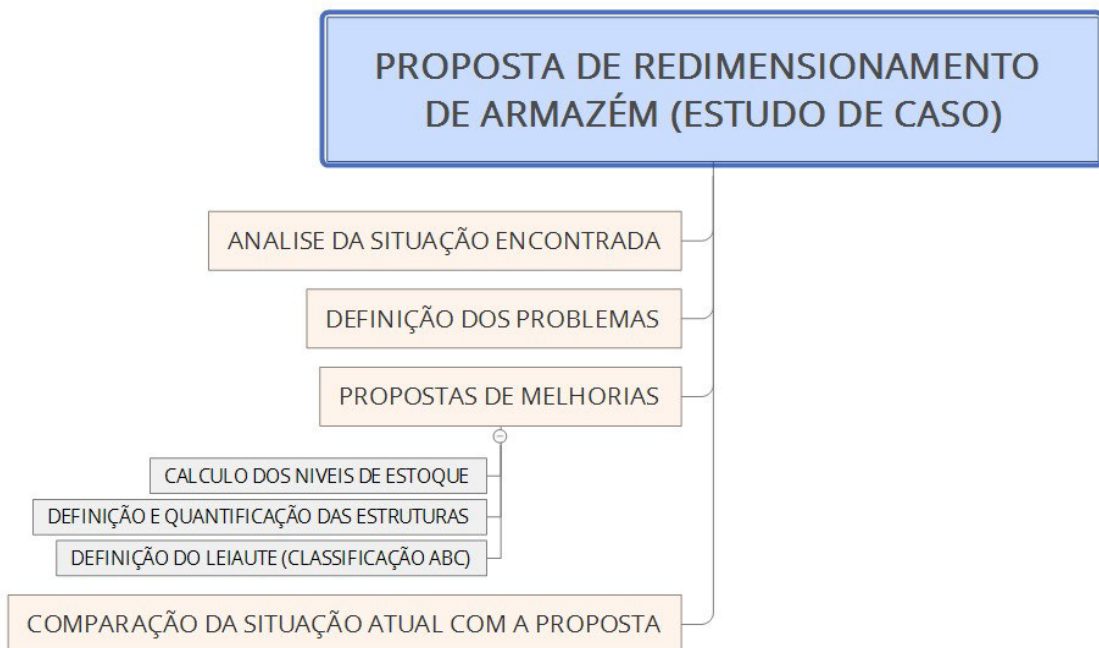 PROPOSTA DE REDIMENSIONAMENTO
DE ARMAZÉM (ESTUDO DE CASO)
ANALISE DA SITUAÇÃO ENCONTRADA
DEFINIÇÃO DOS PROBLEMAS
PROPOSTAS DE MELHORIAS
CALCULO DOS NIVEIS DE ESTOQUE
DEFINIÇÃO E QUANTIFICAÇÃO DAS ESTRUTURAS
DEFINIÇÃO DO LEIAUTE (CLASSIFICAÇÃO ABC)
COMPARAÇÃO DA SITUAÇÃO ATUAL COM A PROPOSTA